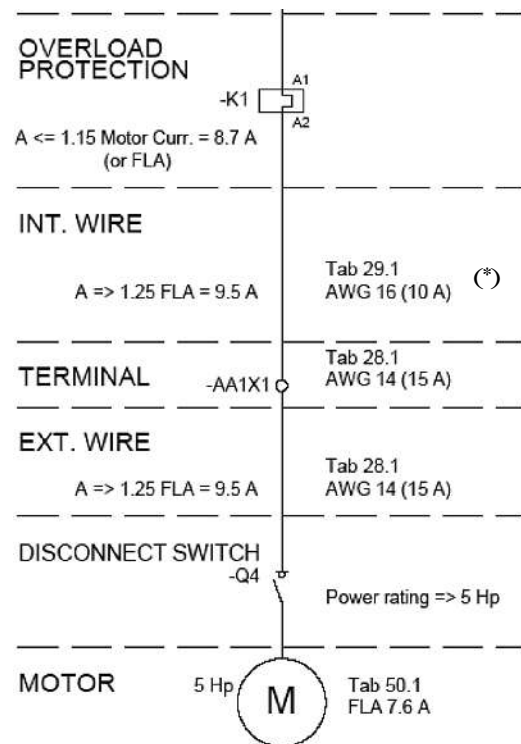 OVERLOAD
PROTECTION
-K1
A1
A2
A <= 1.15 Motor Curr. = 8.7 A
(or FLA)
INT. WIRE
A => 1.25 FLA = 9.5 A
Tab 29.1
AWG 16 (10 A)
(*)
TERMINAL
-AA1X1
Tab 28.1
AWG 14 (15 A)
EXT. WIRE
A => 1.25 FLA = 9.5 A
Tab 28.1
AWG 14 (15 A)
DISCONNECT SWITCH
-Q4
Power rating => 5 Hp
MOTOR
5 Hp
M
Tab 50.1
FLA 7.6 A